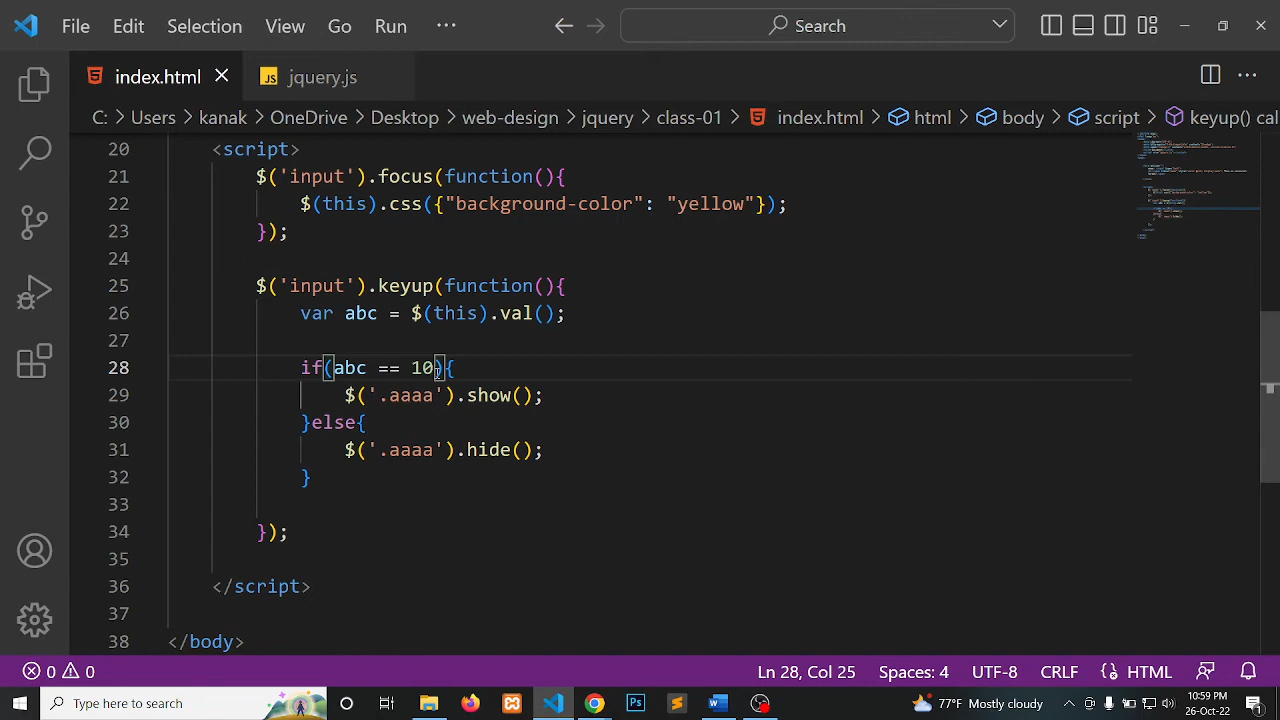 File Edit Selection View Go Run ··· Search
index.html jquery.js
C: > Users > kanak > OneDrive > Desktop > web-design > jquery > class-01 > index.html > html > body > script > keyup() cal
20 <script>
21 $('input').focus(function(){
22 $(this).css({"background-color": "yellow"});
23 });
24
25 $('input').keyup(function(){
26 var abc = $(this).val();
27
28 if(abc == 10){
29 $('.aaaa').show();
30 }else{
31 $('.aaaa').hide();
32 }
33
34 });
35
36 </script>
37
38 </body>
0 0 Ln 28, Col 25 Spaces: 4 UTF-8 CRLF HTML
Type here to search 77°F Mostly cloudy 10:59 PM
26-Oct-22